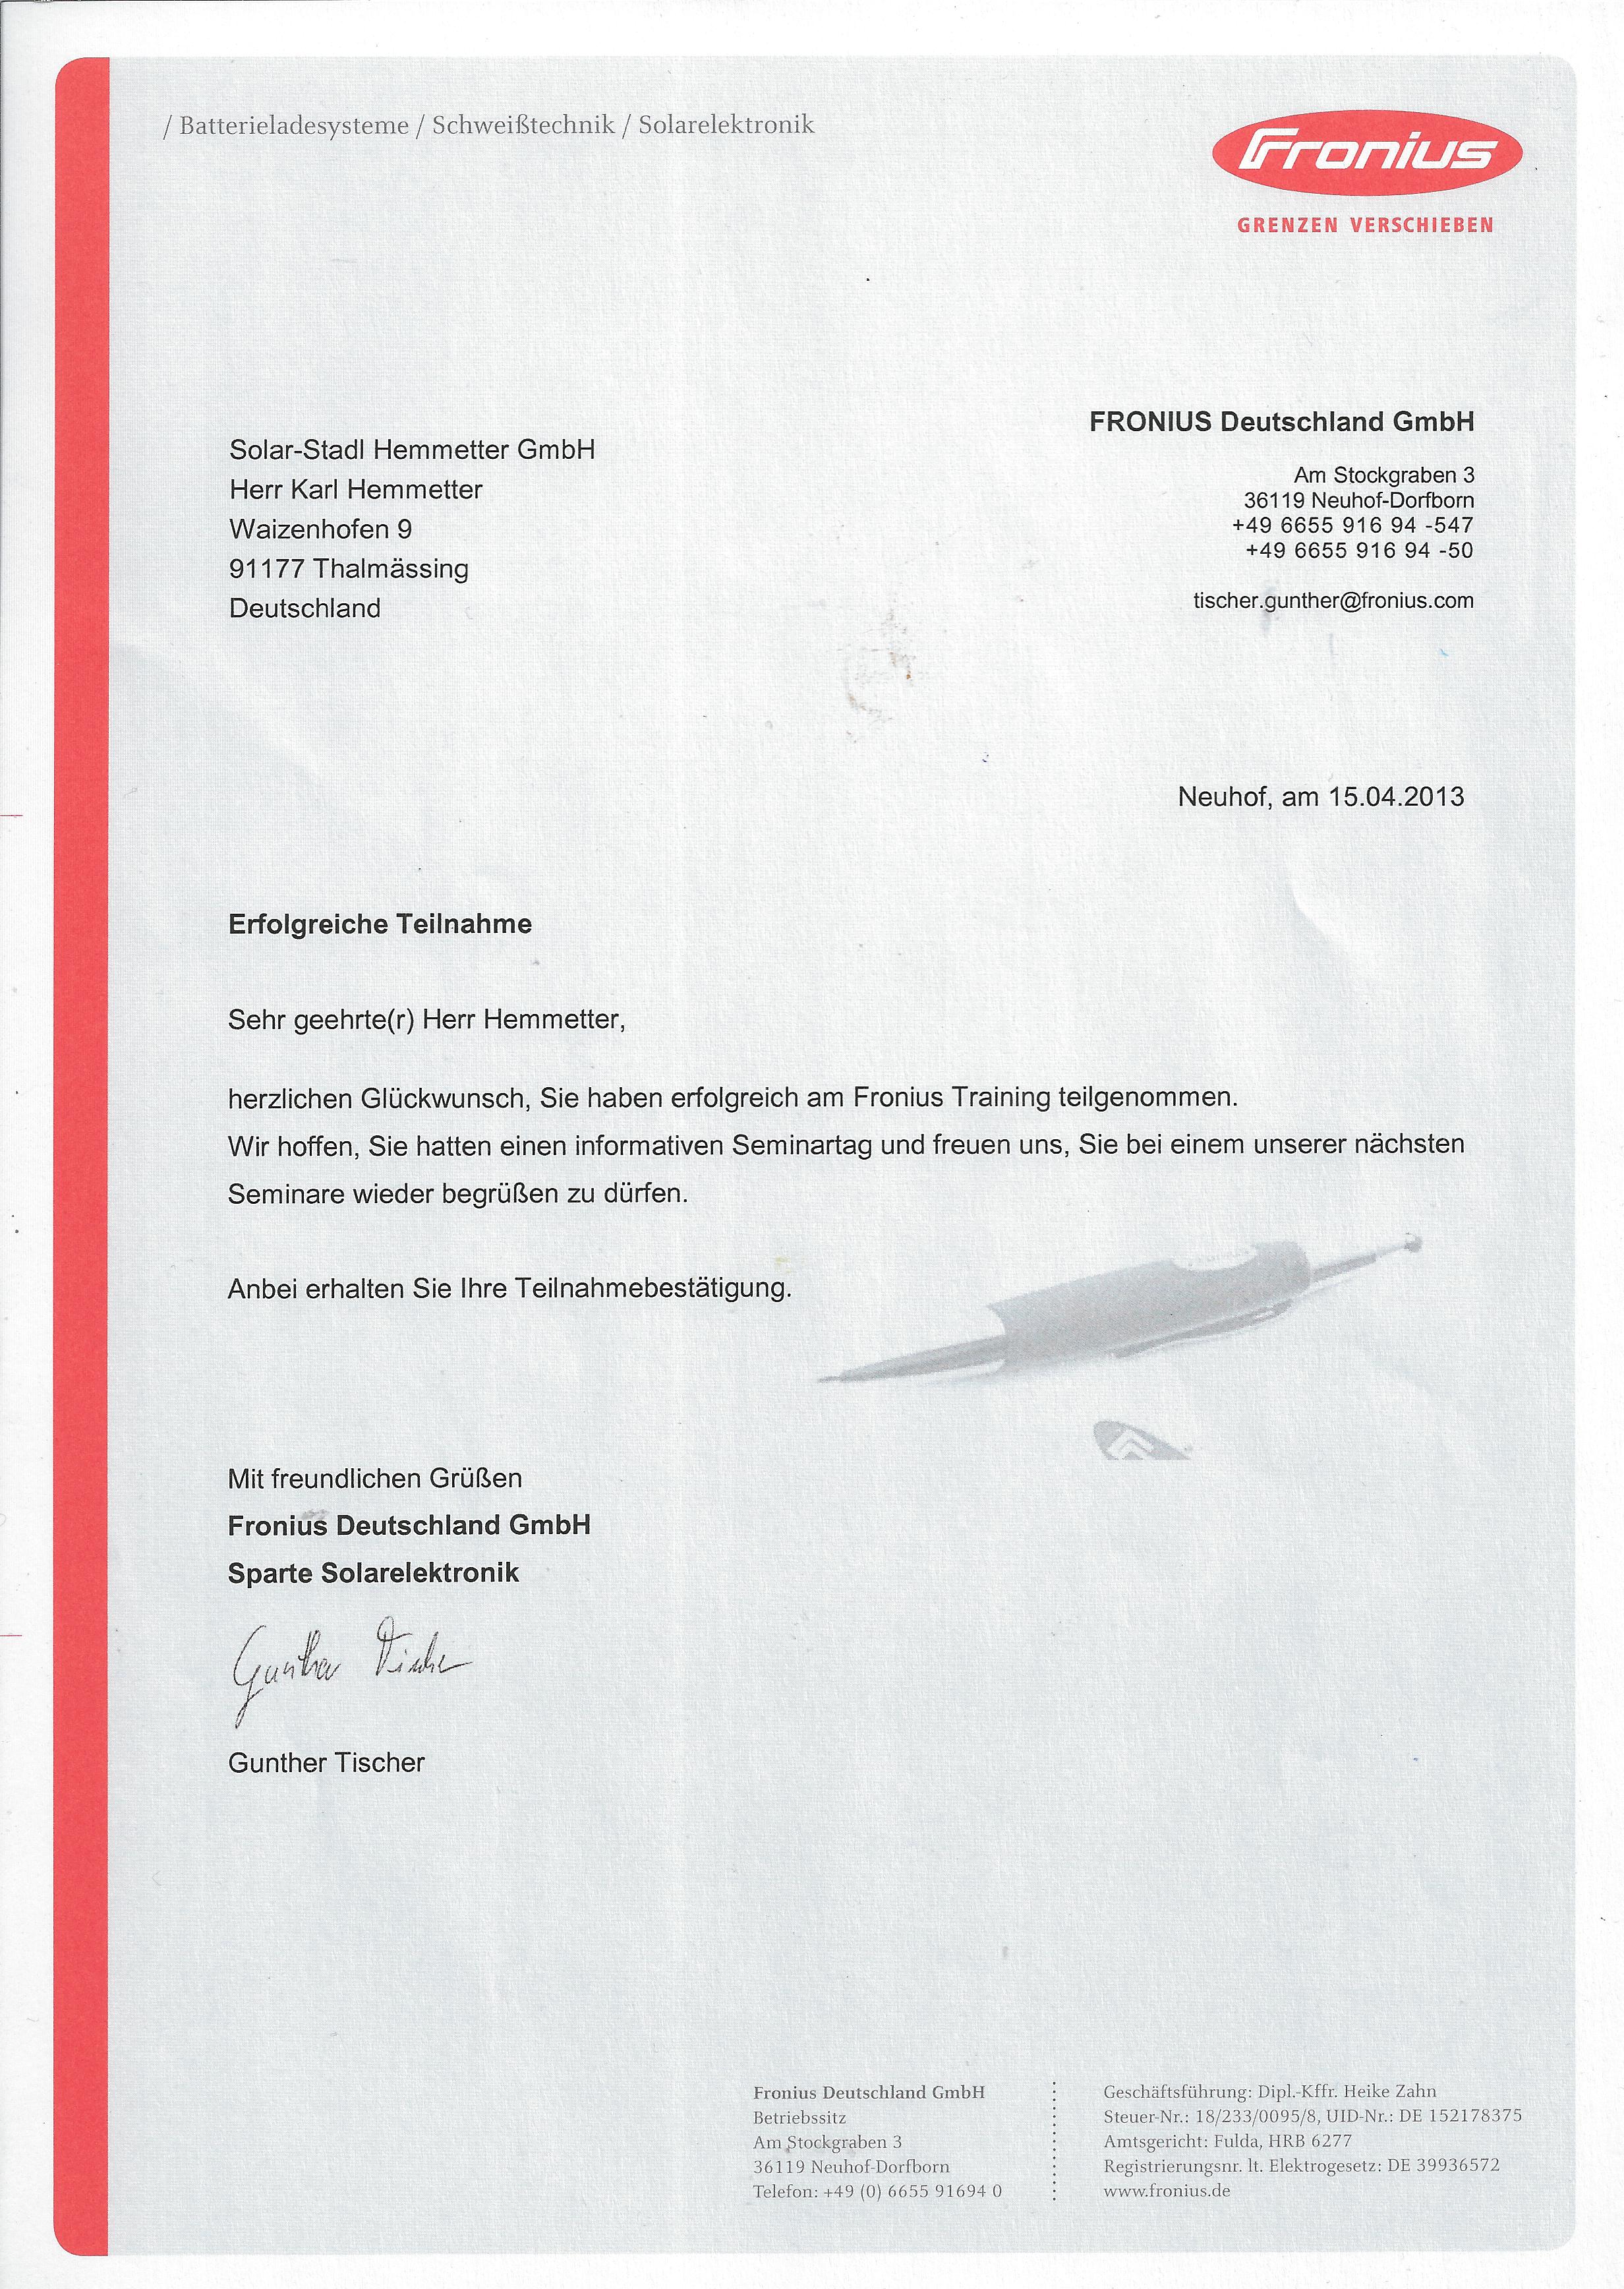 / Batterieladesysteme / Schweißtechnik / Solarelektronik
Fronius
GRENZEN VERSCHIEBEN
Solar-Stadl Hemmetter GmbH
Herr Karl Hemmetter
Waizenhofen 9
91177 Thalmässing
Deutschland
FRONIUS Deutschland GmbH
Am Stockgraben 3
36119 Neuhof-Dorfborn
+49 6655 916 94 -547
+49 6655 916 94 -50
tischer.gunther@fronius.com
Neuhof, am 15.04.2013
Erfolgreiche Teilnahme
Sehr geehrte(r) Herr Hemmetter,
herzlichen Glückwunsch, Sie haben erfolgreich am Fronius Training teilgenommen.
Wir hoffen, Sie hatten einen informativen Seminartag und freuen uns, Sie bei einem unserer nächsten
Seminare wieder begrüßen zu dürfen.
Anbei erhalten Sie Ihre Teilnahmebestätigung.
Mit freundlichen Grüßen
Fronius Deutschland GmbH
Sparte Solarelektronik
Gunther Tischer
Gunther Tischer
Fronius Deutschland GmbH
Betriebssitz
Am Stockgraben 3
36119 Neuhof-Dorfborn
Telefon: +49 (0) 6655 91694 0
Geschäftsführung: Dipl.-Kffr. Heike Zahn
Steuer-Nr.: 18/233/0095/8, UID-Nr.: DE 152178375
Amtsgericht: Fulda, HRB 6277
Registrierungsnr. lt. Elektrogesetz: DE 39936572
www.fronius.de